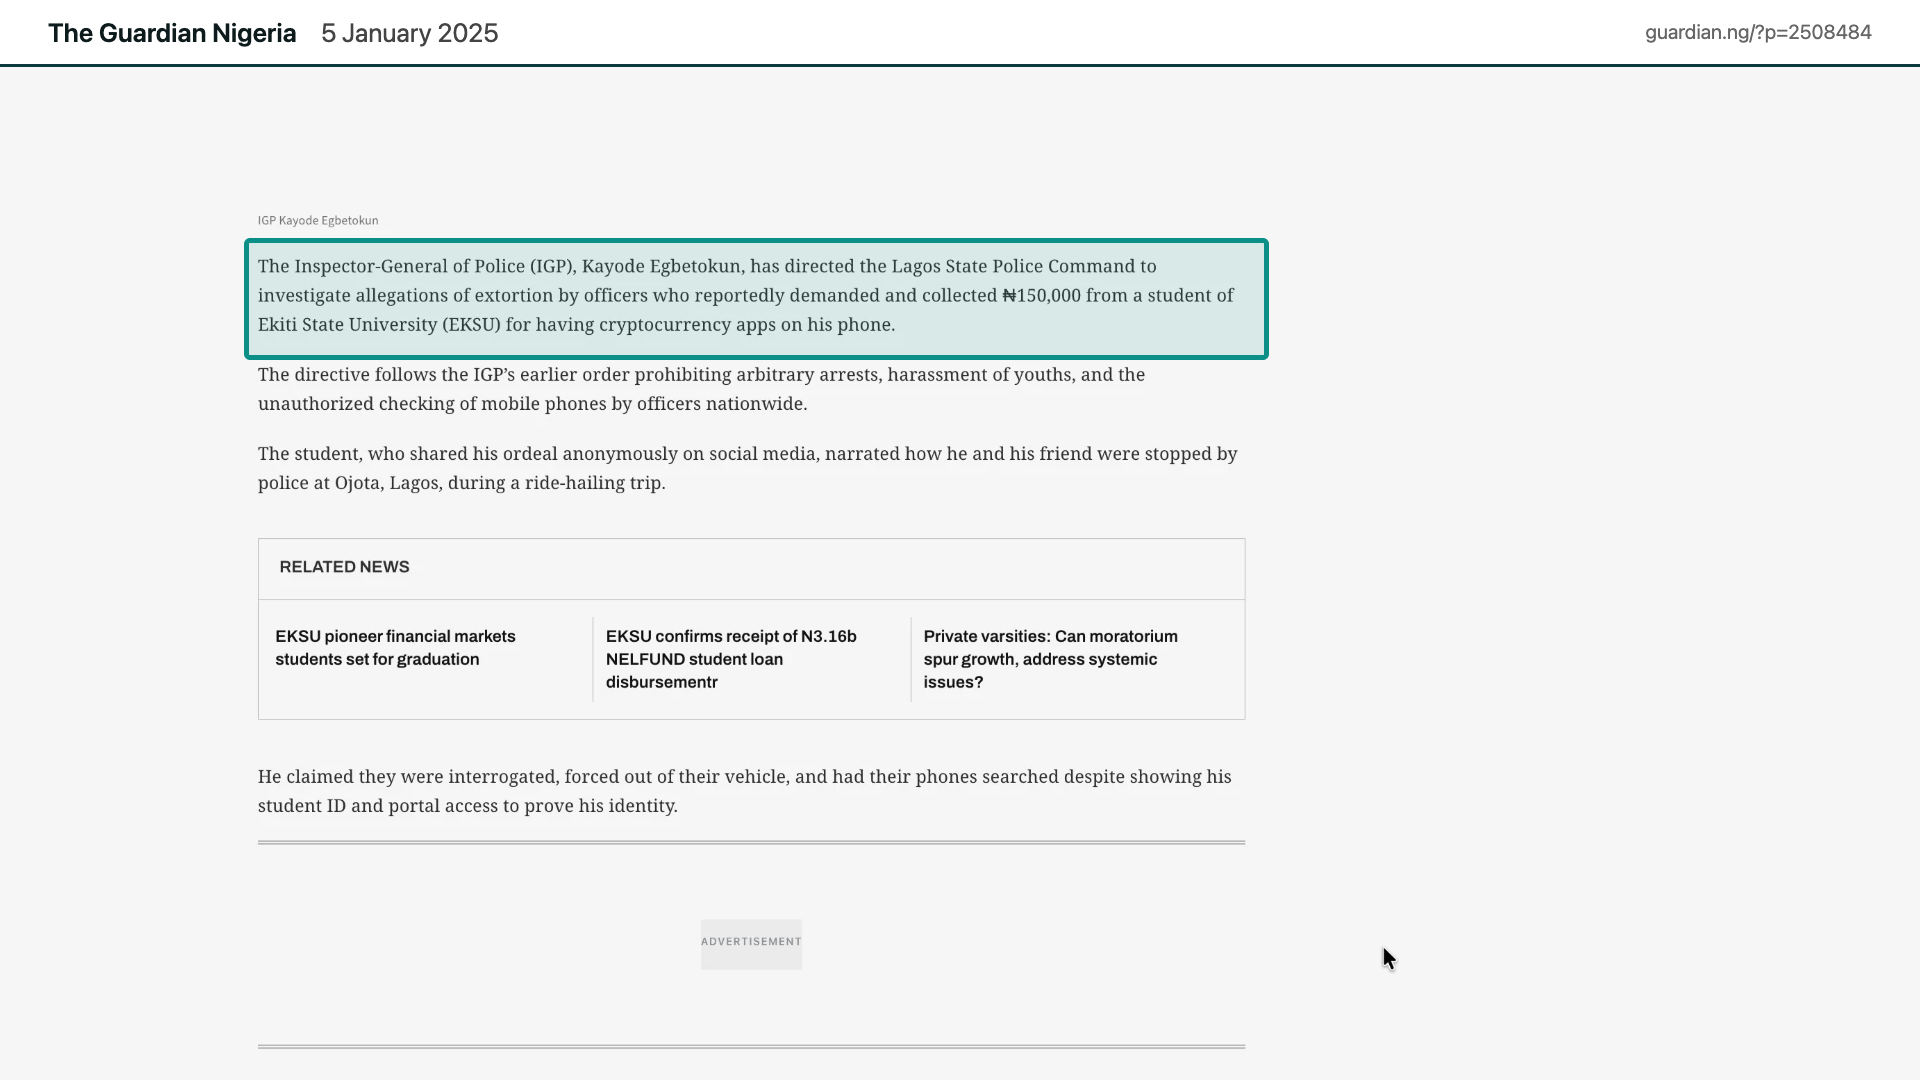 The Guardian Nigeria 5 January 2025
guardian.ng/?p=2508484
IGP Kayode Egbetokun
The Inspector-General of Police (IGP), Kayode Egbetokun, has directed the Lagos State Police Command to
investigate allegations of extortion by officers who reportedly demanded and collected ₦150,000 from a student of
Ekiti State University (EKSU) for having cryptocurrency apps on his phone.
The directive follows the IGP’s earlier order prohibiting arbitrary arrests, harassment of youths, and the
unauthorized checking of mobile phones by officers nationwide.
The student, who shared his ordeal anonymously on social media, narrated how he and his friend were stopped by
police at Ojota, Lagos, during a ride-hailing trip.
RELATED NEWS
EKSU pioneer financial markets
students set for graduation
EKSU confirms receipt of N3.16b
NELFUND student loan
disbursementr
Private varsities: Can moratorium
spur growth, address systemic
issues?
He claimed they were interrogated, forced out of their vehicle, and had their phones searched despite showing his
student ID and portal access to prove his identity.
ADVERTISEMENT